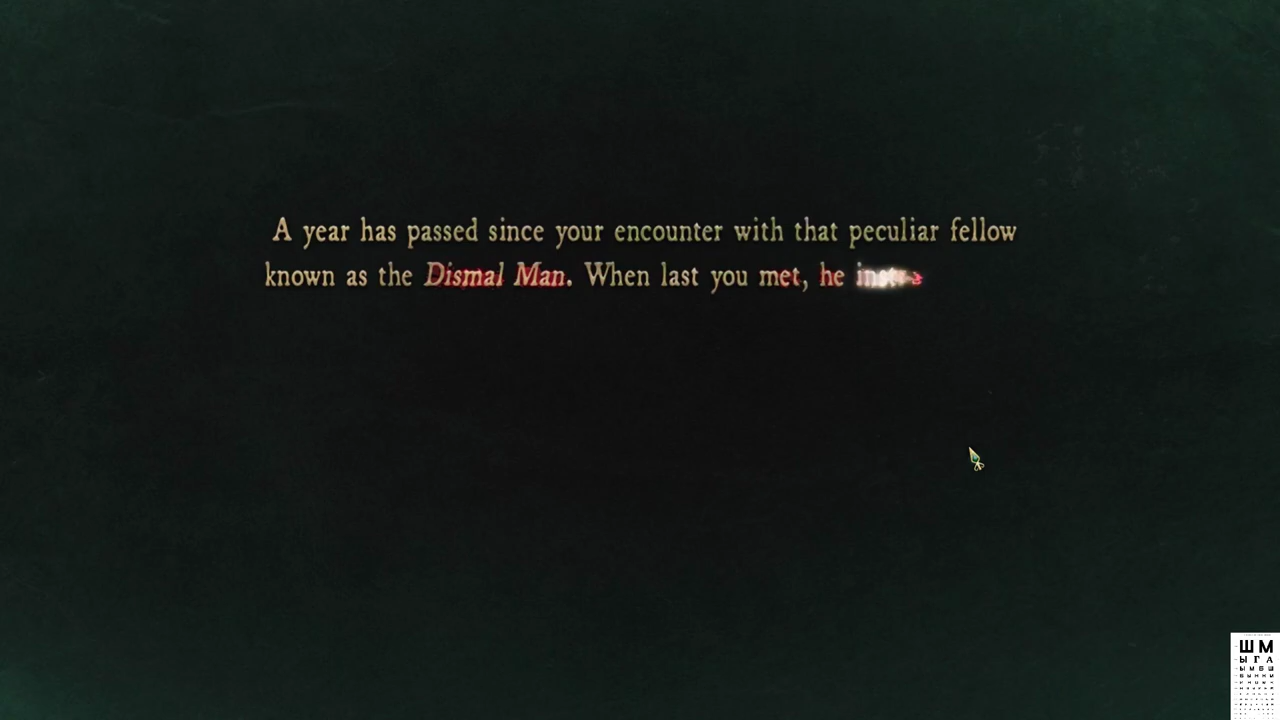 A year has passed since your encounter with that peculiar fellow
known as the Dismal Man. When last you met, he
Ш М
Ы Г А
Ы М Б Ш